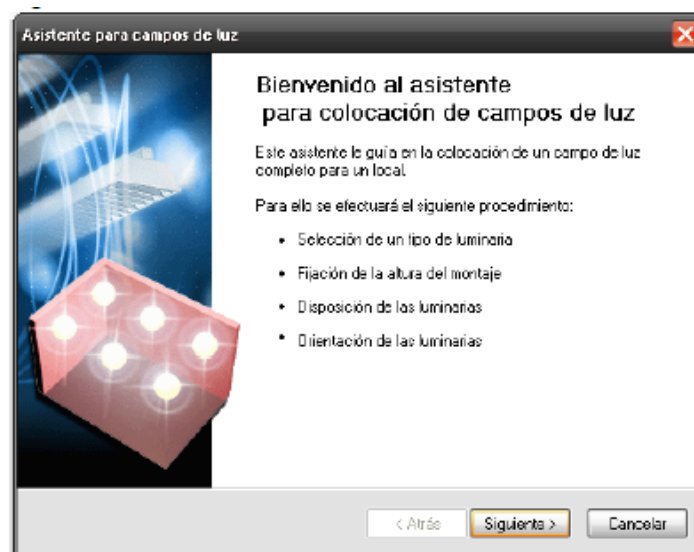 Asistente para campos de luz
Bienvenido al asistente
para colocación de campos de luz
Este asistente le guía en la colocación de un campo de luz
completo para un local.
Para ello se efectuará el siguiente procedimiento:
• Selección de un tipo de luminaria
• Fijación de la altura del montaje
• Disposición de las luminarias
• Orientación de las luminarias
< Atrás
Siguiente >
Cancelar